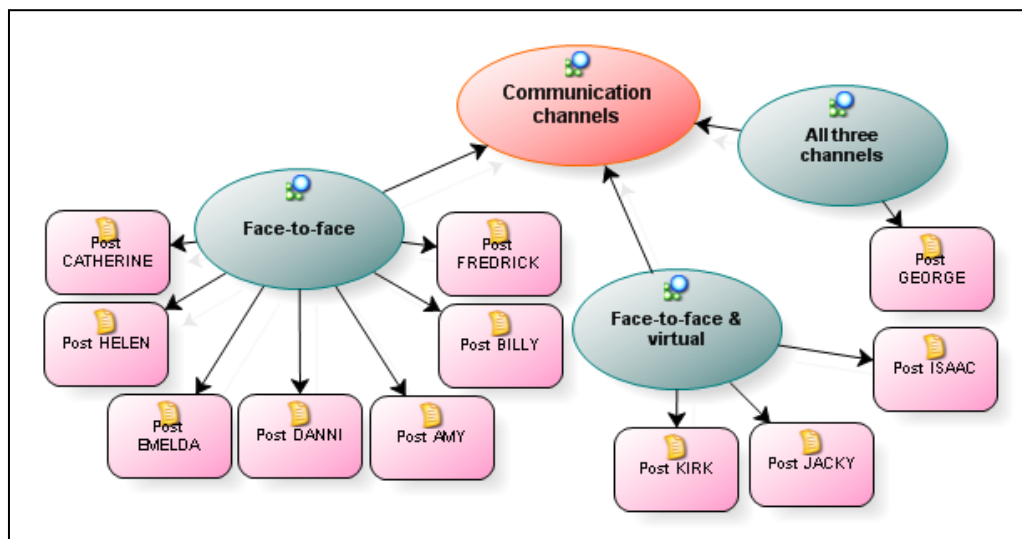 Communication
channels
All three
channels
Face-to-face
Post
CATHERINE
Post
FREDRICK
Post
GEORGE
Post HELEN
Post BILLY
Face-to-face &
virtual
Post ISAAC
Post
EMELDA
Post DANNI
Post AMY
Post KIRK
Post JACKY